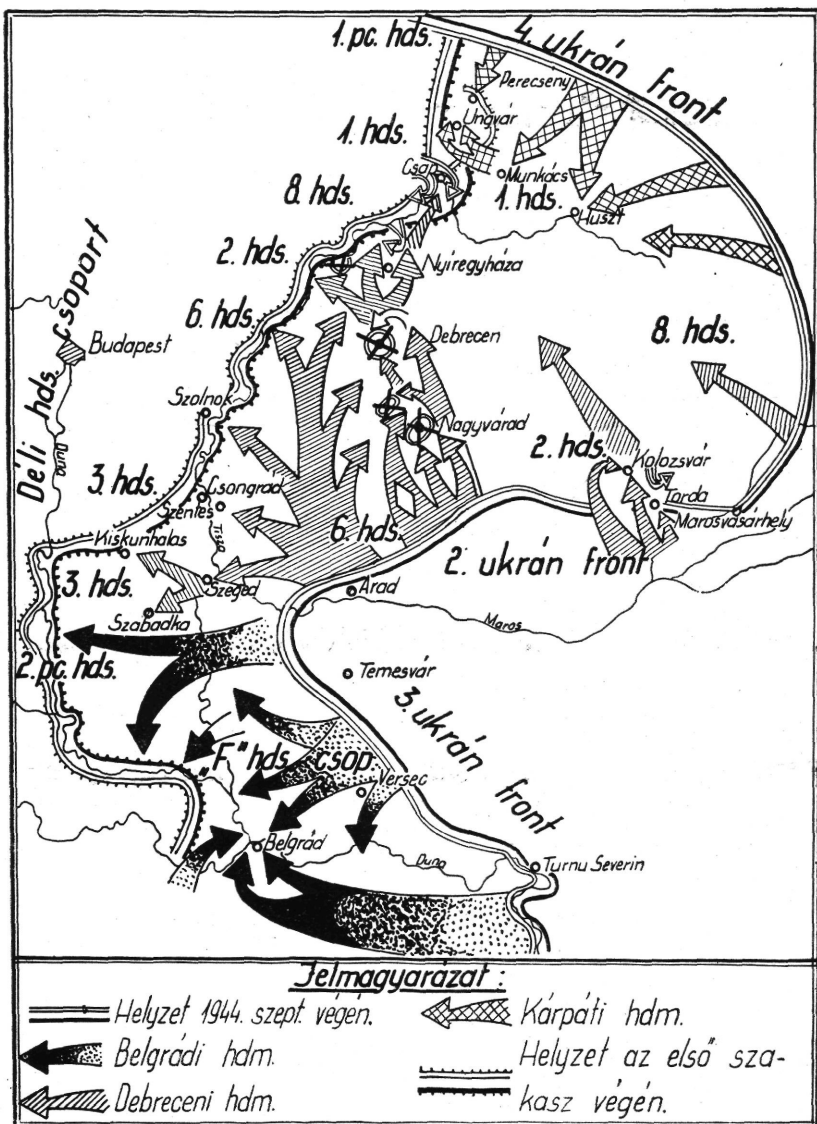 1. pc. hds.
4. ukrán front
Perecseny
Ungvár
1. hds.
Csap
Munkács
1. hds.
Huszt
8. hds.
2. hds.
Nyíregyháza
6. hds.
Déli hds. csoport
Budapest
Debrecen
8. hds.
Szolnok
Duna
Nagyvárad
2. hds.
Kolozsvár
3. hds.
Csongrád
Szentes
Torda
Marosvásárhely
Tisza
6. hds.
Kiskunhalas
2. ukrán front
3. hds.
Szeged
Arad
Szabadka
Maros
2. pc. hds.
Temesvár
3. ukrán front
"F" hds. csop.
Versec
Belgrád
Duna
Turnu Severin
Jelmagyarázat :
Helyzet 1944. szept. végén.
Kárpáti hdm.
Belgrádi hdm.
Helyzet az első sza-
kasz végén.
Debreceni hdm.